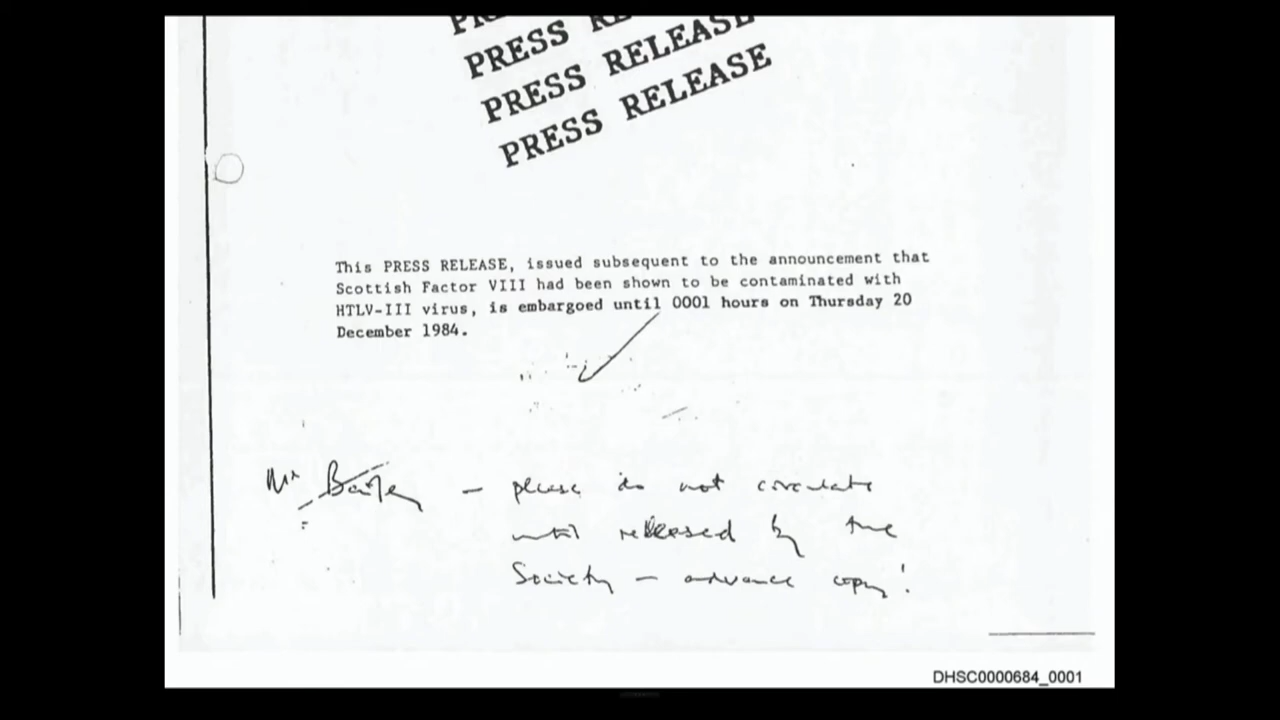 PRESS RE
PRESS RELEASE
PRESS RELEASE
This PRESS RELEASE, issued subsequent to the announcement that
Scottish Factor VIII had been shown to be contaminated with
HTLV-III virus, is embargoed until 0001 hours on Thursday 20
December 1984.
Mr – please do not circulate
until released by the
Society – advance copy!
DHSC0000684_0001